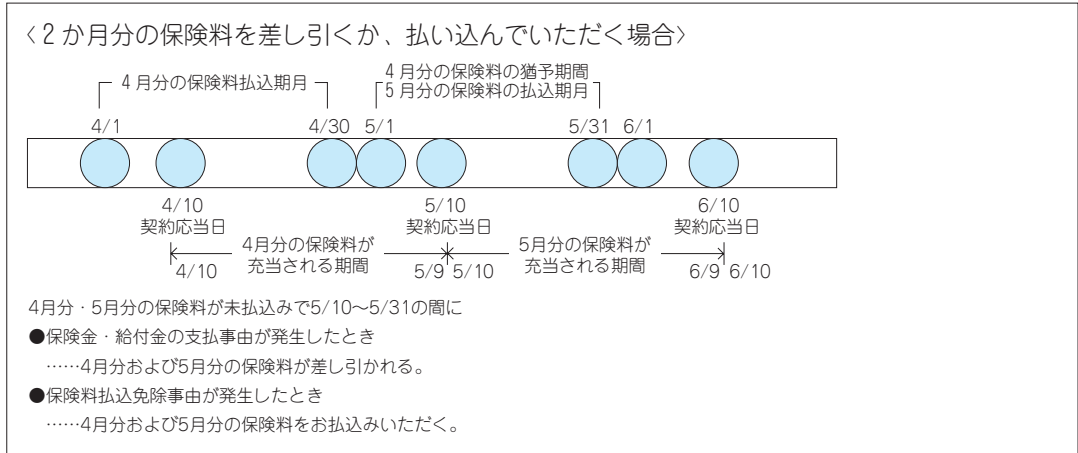 〈2か月分の保険料を差し引くか、払い込んでいただく場合〉
4月分の保険料払込期月
4月分の保険料の猶予期間
5月分の保険料の払込期月
4/1 4/30 5/1 5/31 6/1
4/10 5/10 6/10
契約応当日 契約応当日 契約応当日
4月分の保険料が 5月分の保険料が
充当される期間 充当される期間
4/10 5/9 5/10 6/9 6/10
4月分・5月分の保険料が未払込みで5/10〜5/31の間に
●保険金・給付金の支払事由が発生したとき
……4月分および5月分の保険料が差し引かれる。
●保険料払込免除事由が発生したとき
……4月分および5月分の保険料をお払込みいただく。